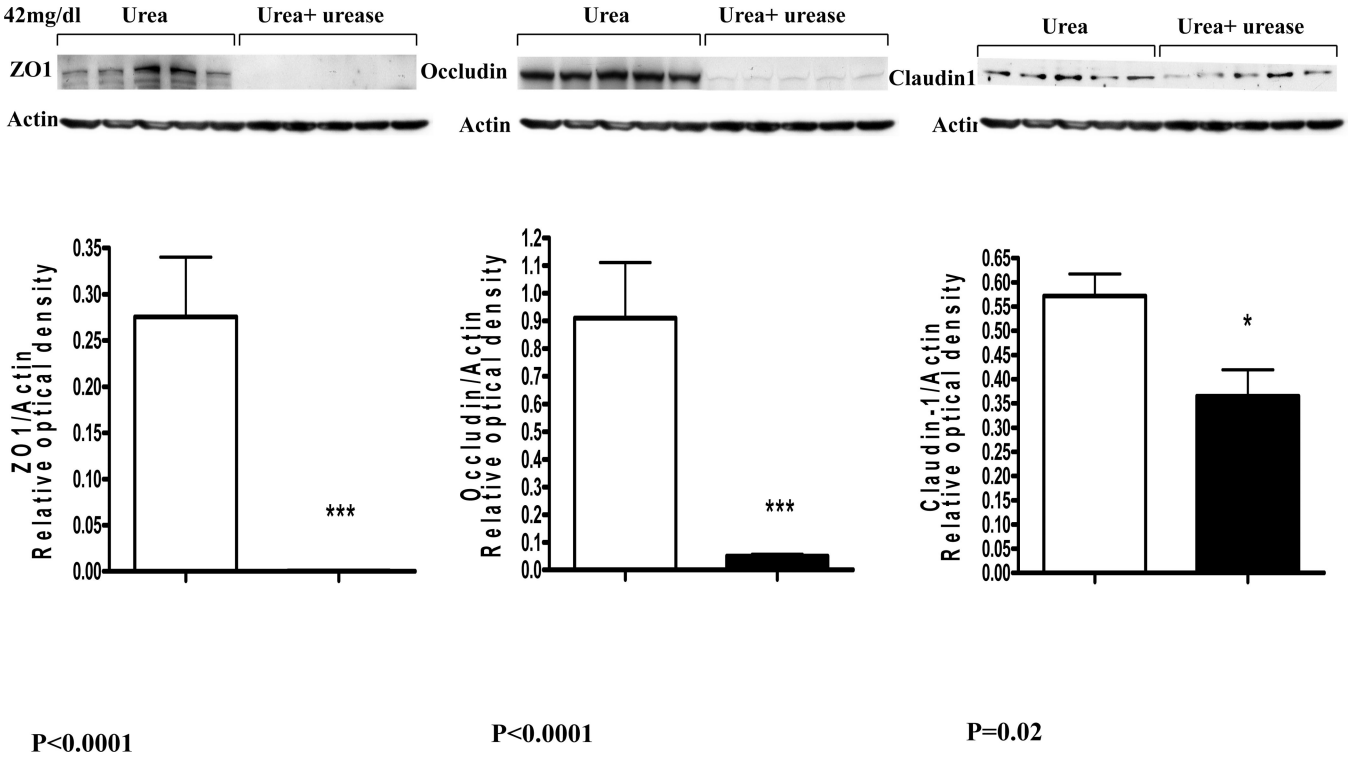 42mg/dl
Urea
Urea+ urease
ZO1
Actin
Urea
Urea+ urease
Occludin
Actin
Urea
Urea+ urease
Claudin1
Actin
ZO1/Actin
Relative optical density
0.35
0.30
0.25
0.20
0.15
0.10
0.05
0.00
***
Occludin/Actin
Relative optical density
1.2
1.1
1.0
0.9
0.8
0.7
0.6
0.5
0.4
0.3
0.2
0.1
0.0
***
Claudin-1/Actin
Relative optical density
0.65
0.60
0.55
0.50
0.45
0.40
0.35
0.30
0.25
0.20
0.15
0.10
0.05
0.00
*
P<0.0001
P<0.0001
P=0.02